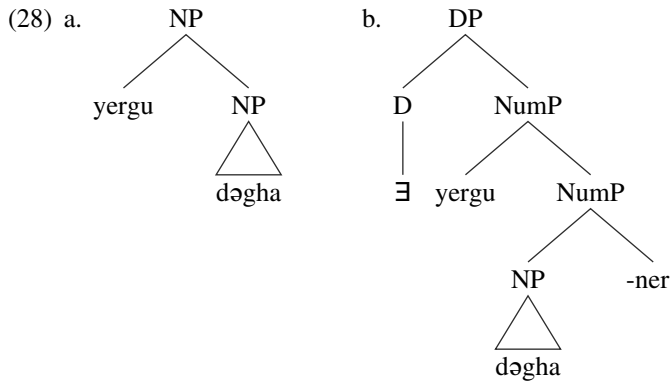 (28) a. NP b. DP
yergu NP D NumP
dəgha ∃ yergu NumP
NP -ner
dəgha